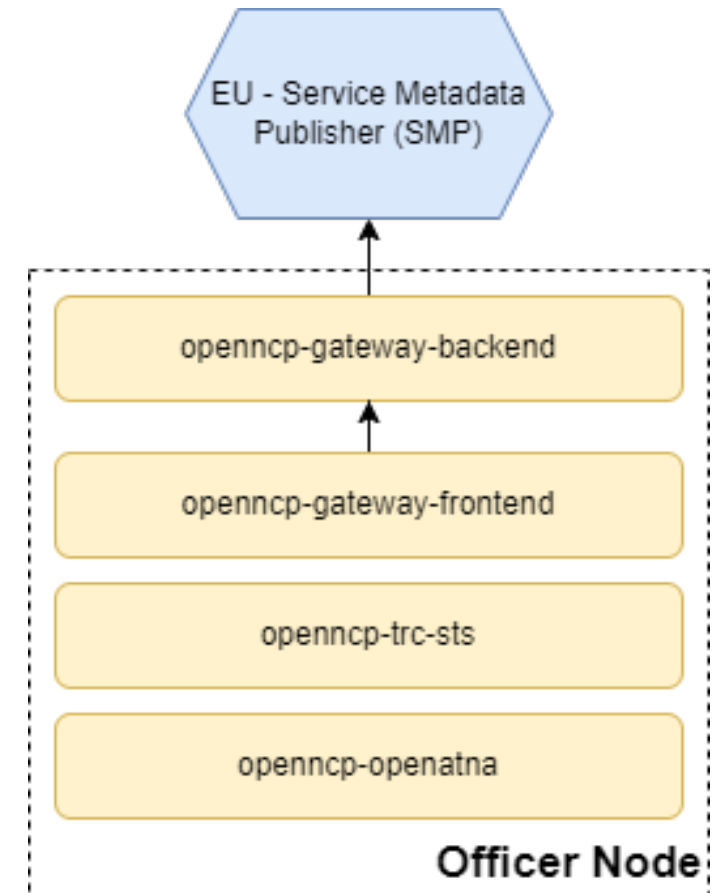 EU - Service Metadata
Publisher (SMP)
openncp-gateway-backend
openncp-gateway-frontend
openncp-trc-sts
openncp-openatna
Officer Node